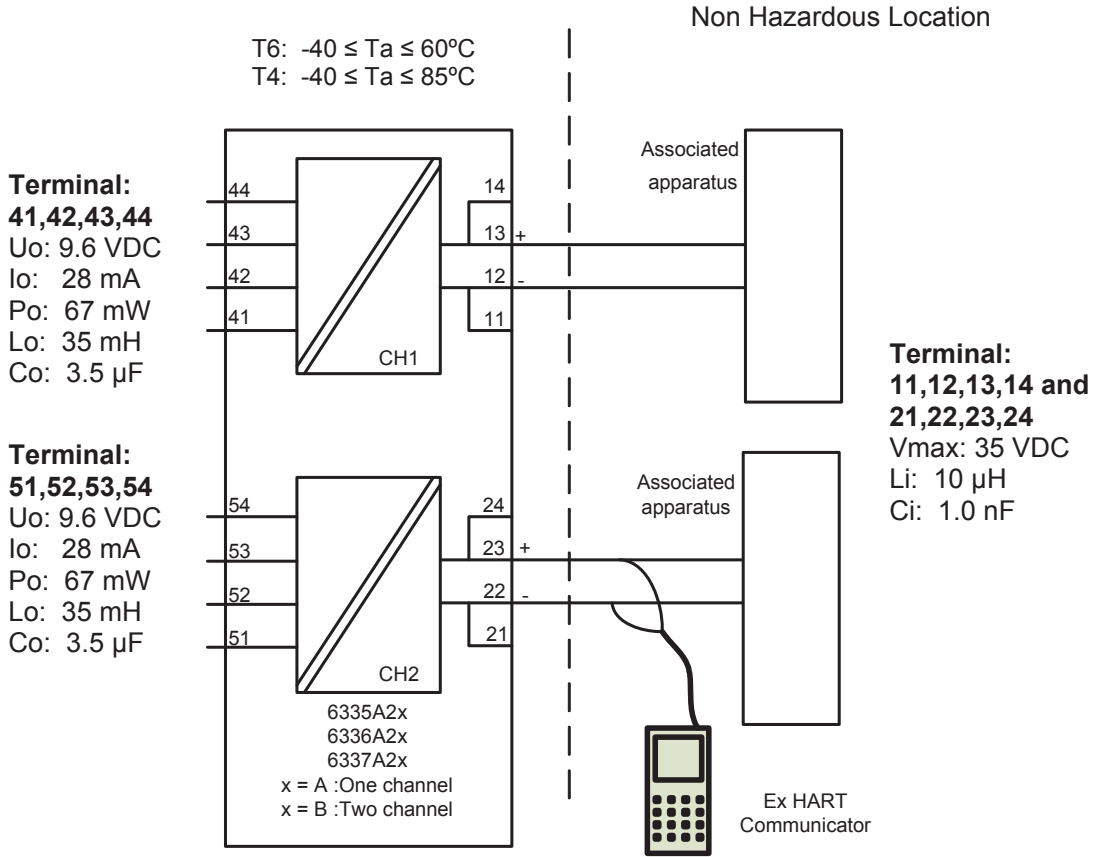 Non Hazardous Location
T6: -40 ≤ Ta ≤ 60ºC
T4: -40 ≤ Ta ≤ 85ºC
Terminal:
41,42,43,44
Uo: 9.6 VDC
Io: 28 mA
Po: 67 mW
Lo: 35 mH
Co: 3.5 µF
44
43
42
41
CH1
14
13 +
12 -
11
Associated
apparatus
Terminal:
11,12,13,14 and
21,22,23,24
Vmax: 35 VDC
Li: 10 µH
Ci: 1.0 nF
Terminal:
51,52,53,54
Uo: 9.6 VDC
Io: 28 mA
Po: 67 mW
Lo: 35 mH
Co: 3.5 µF
54
53
52
51
CH2
24
23 +
22 -
21
Associated
apparatus
6335A2x
6336A2x
6337A2x
x = A :One channel
x = B :Two channel
Ex HART
Communicator